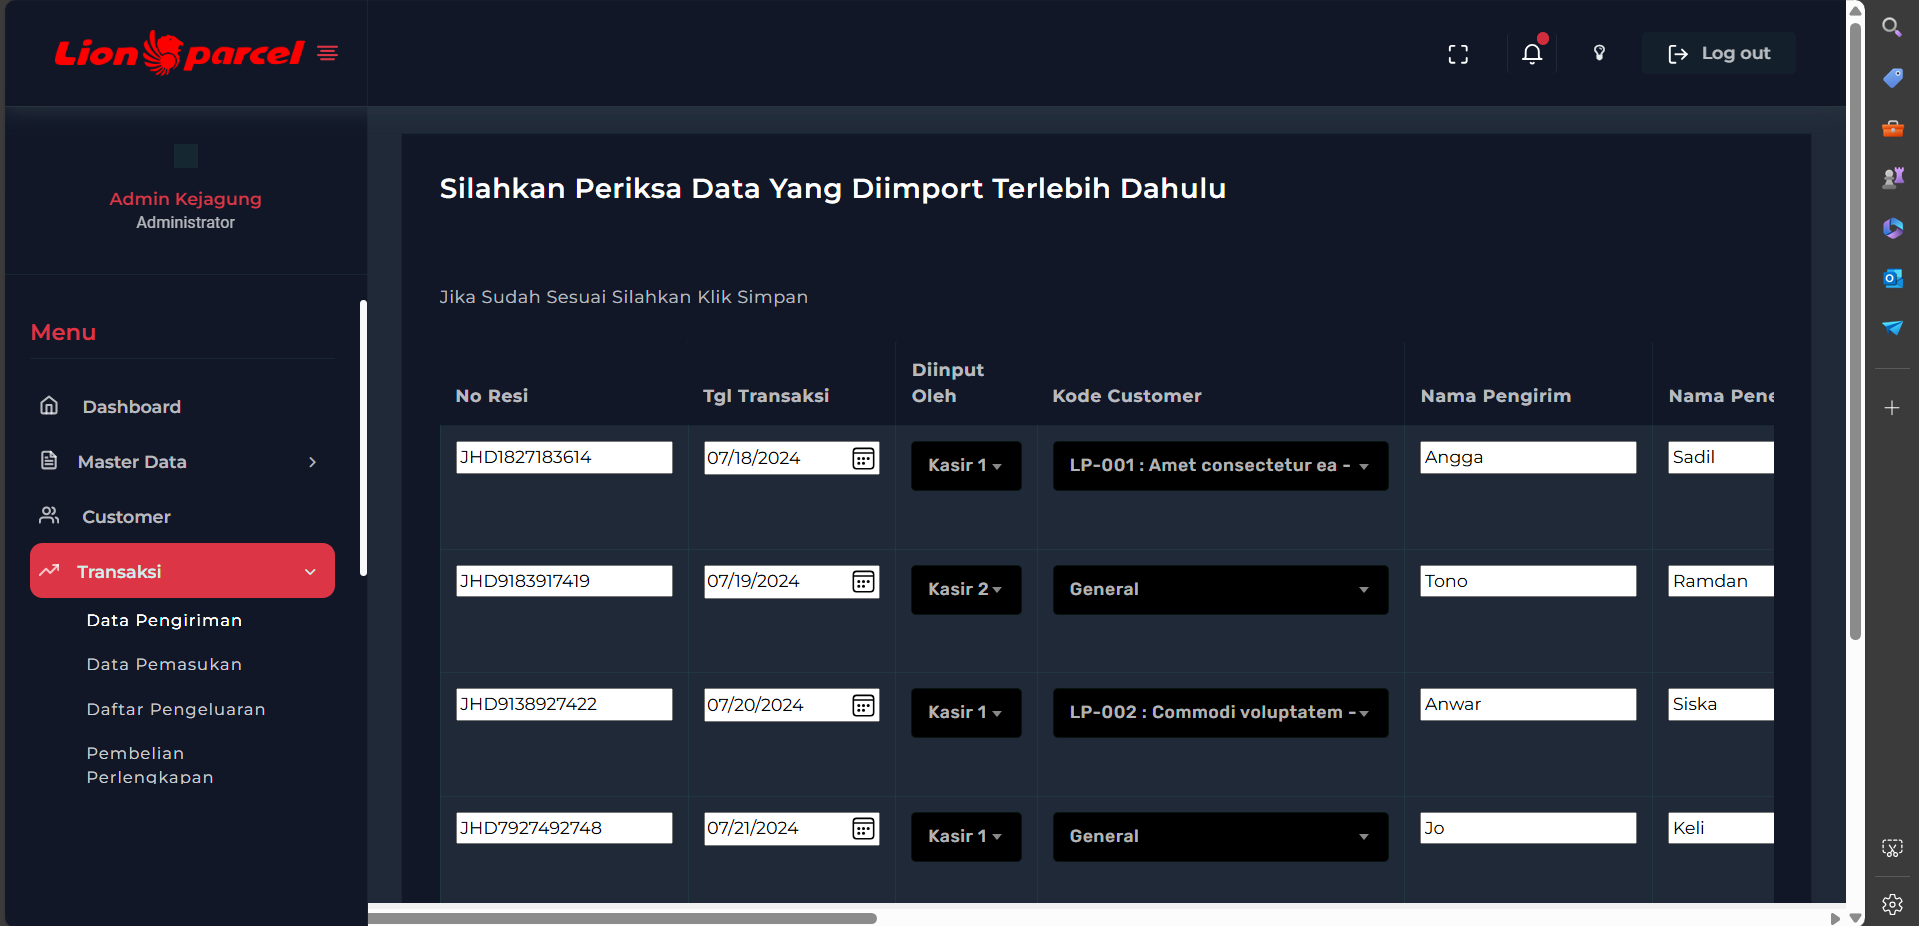 Lion parcel
Log out
Admin Kejagung
Administrator
Menu
Dashboard
Master Data
Customer
Transaksi
Data Pengiriman
Data Pemasukan
Daftar Pengeluaran
Pembelian
Perlengkapan
Silahkan Periksa Data Yang Diimport Terlebih Dahulu
Jika Sudah Sesuai Silahkan Klik Simpan
No Resi Tgl Transaksi Diinput Oleh Kode Customer Nama Pengirim Nama Pene
JHD1827183614 07/18/2024 Kasir 1 LP-001 : Amet consectetur ea - Angga Sadil
JHD9183917419 07/19/2024 Kasir 2 General Tono Ramdan
JHD9138927422 07/20/2024 Kasir 1 LP-002 : Commodi voluptatem - Anwar Siska
JHD7927492748 07/21/2024 Kasir 1 General Jo Keli